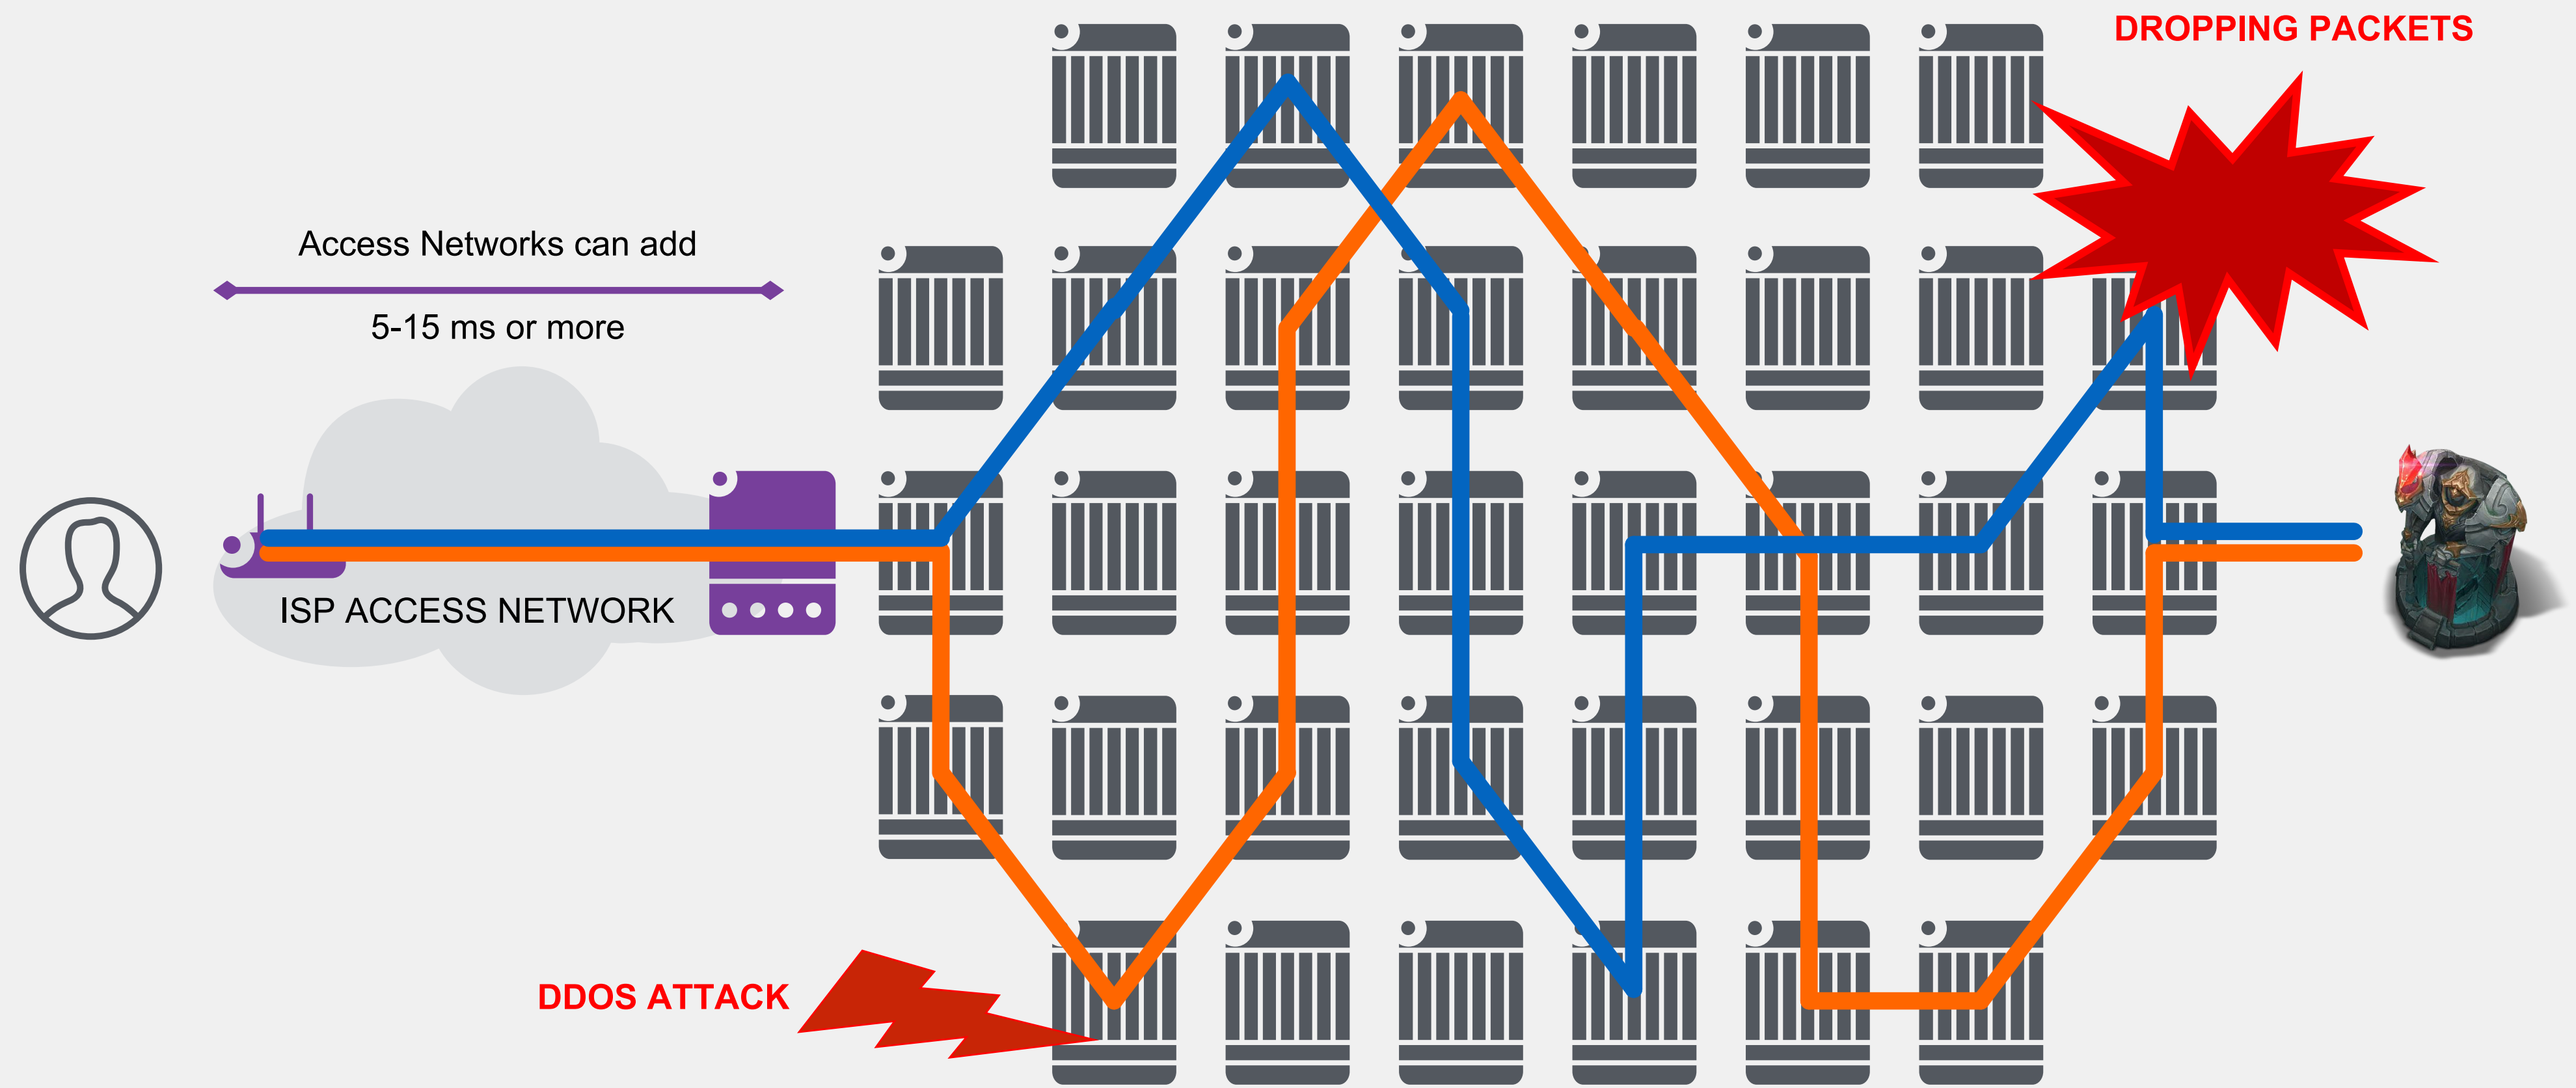 DROPPING PACKETS
Access Networks can add
5-15 ms or more
ISP ACCESS NETWORK
DDOS ATTACK